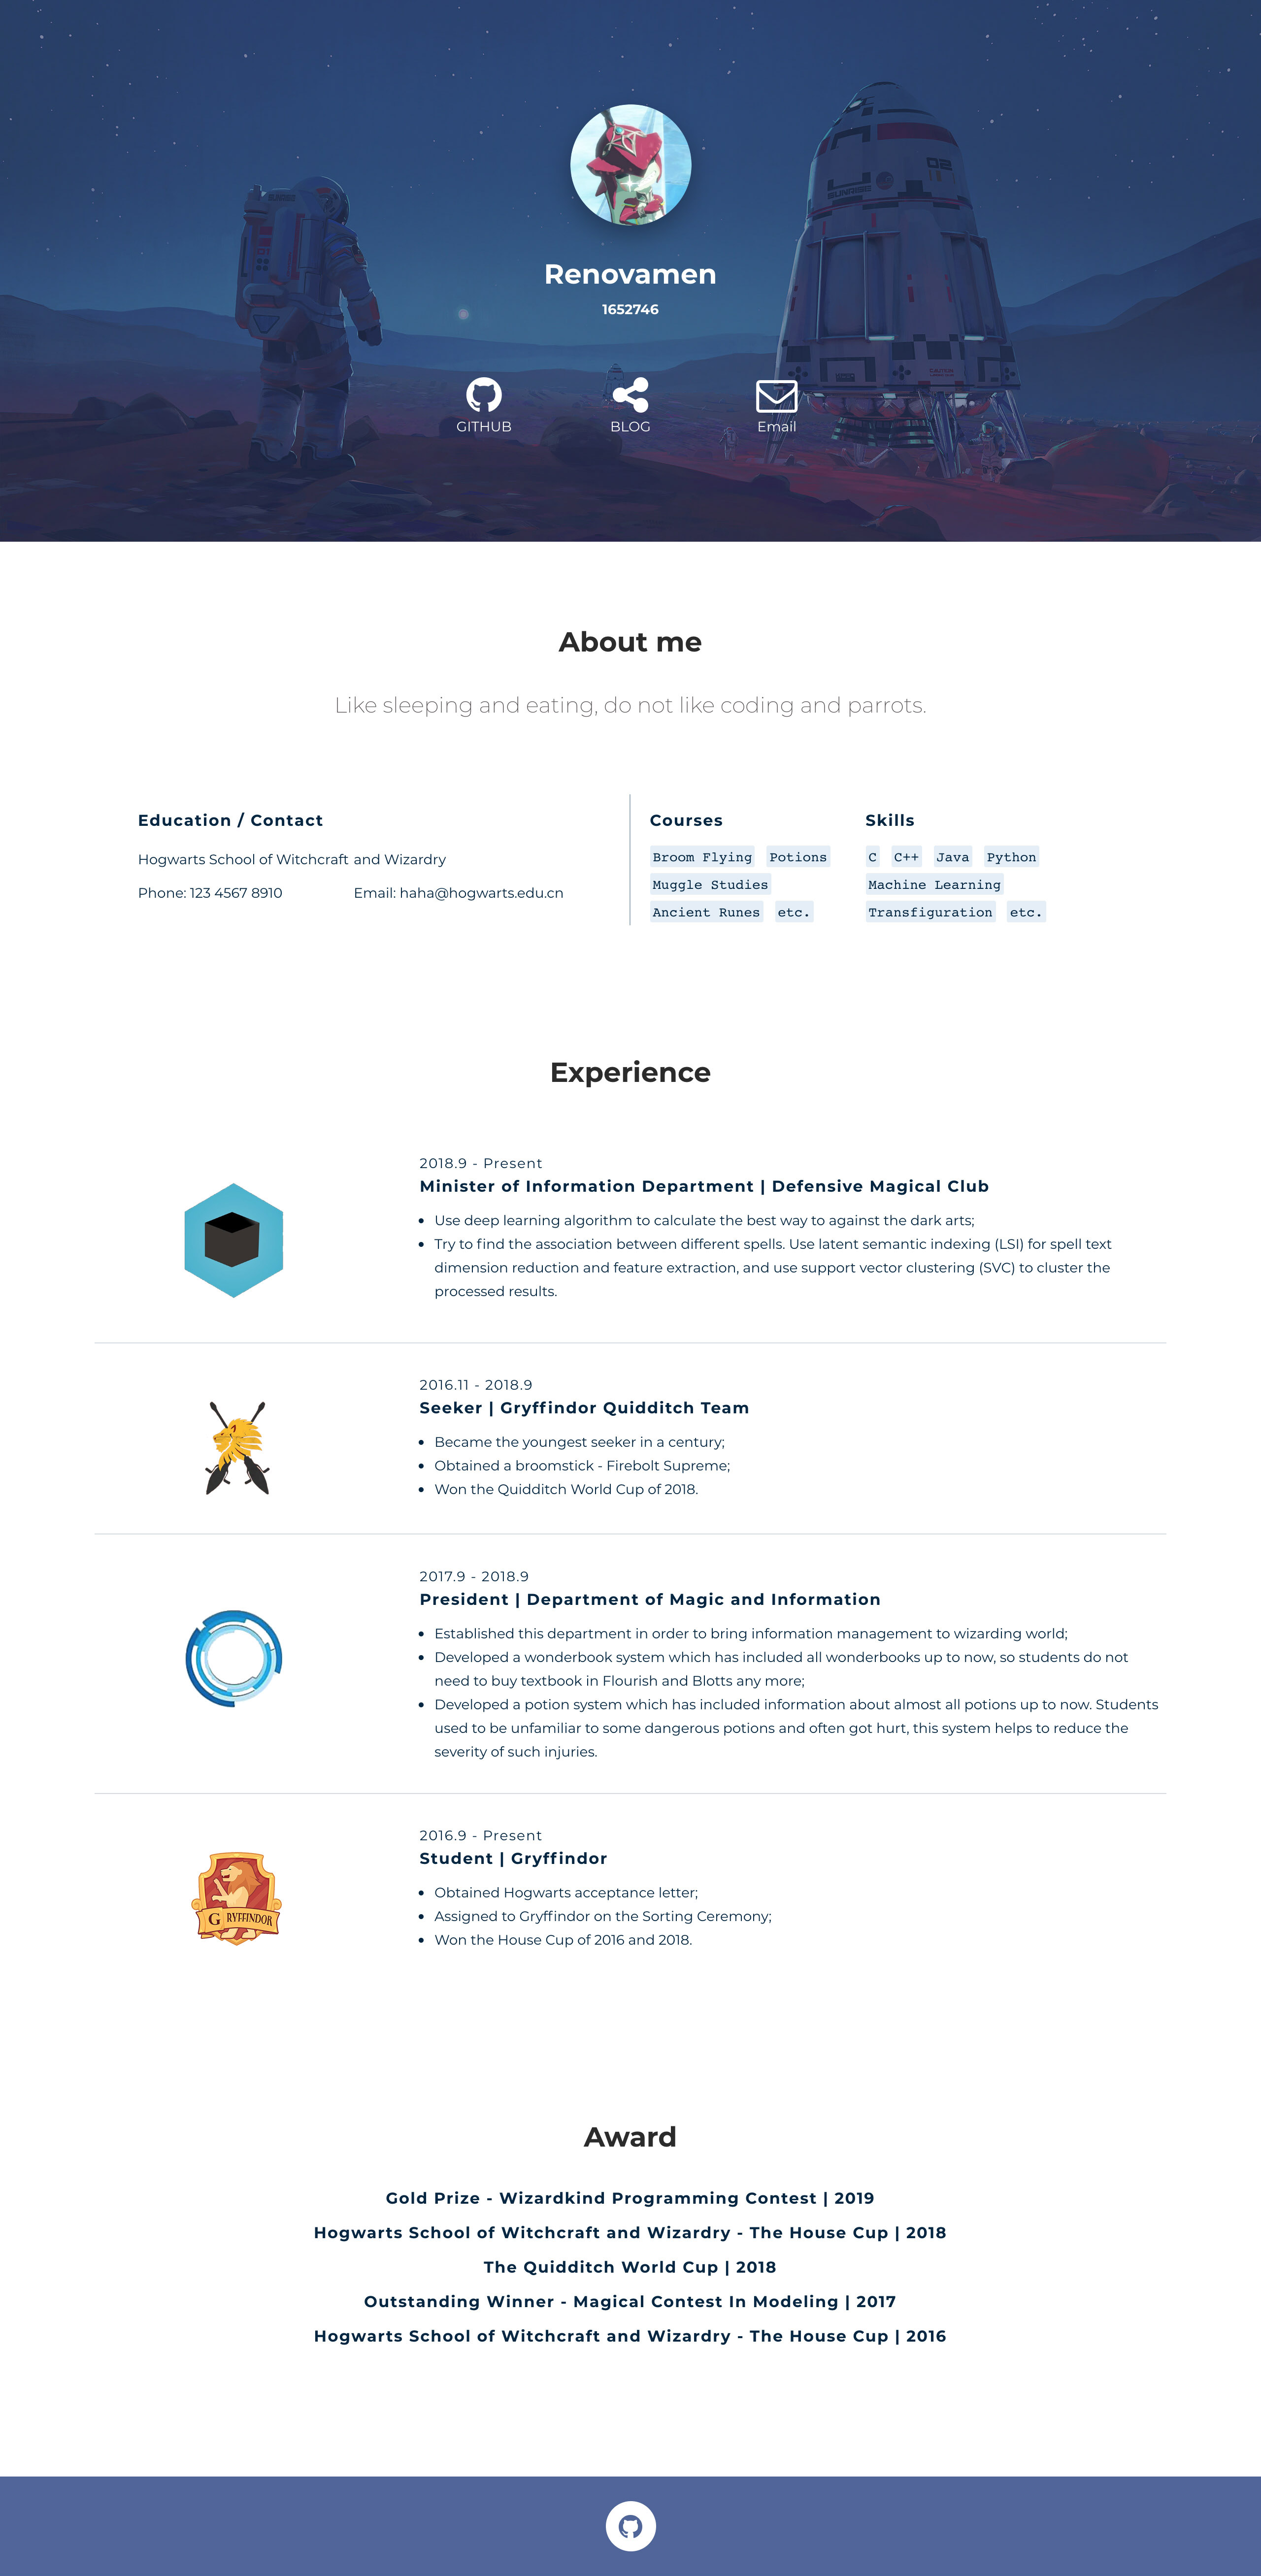 02
SUNRISE
Renovamen
1652746
GITHUB
BLOG
Email
About me
Like sleeping and eating, do not like coding and parrots.
Education / Contact
Hogwarts School of Witchcraft and Wizardry
Phone: 123 4567 8910
Email: haha@hogwarts.edu.cn
Courses
Broom Flying Potions
Muggle Studies
Ancient Runes etc.
Skills
C C++ Java Python
Machine Learning
Transfiguration etc.
Experience
2018.9 - Present
Minister of Information Department | Defensive Magical Club
Use deep learning algorithm to calculate the best way to against the dark arts;
Try to find the association between different spells. Use latent semantic indexing (LSI) for spell text
dimension reduction and feature extraction, and use support vector clustering (SVC) to cluster the
processed results.
2016.11 - 2018.9
Seeker | Gryffindor Quidditch Team
Became the youngest seeker in a century;
Obtained a broomstick - Firebolt Supreme;
Won the Quidditch World Cup of 2018.
2017.9 - 2018.9
President | Department of Magic and Information
Established this department in order to bring information management to wizarding world;
Developed a wonderbook system which has included all wonderbooks up to now, so students do not
need to buy textbook in Flourish and Blotts any more;
Developed a potion system which has included information about almost all potions up to now. Students
used to be unfamiliar to some dangerous potions and often got hurt, this system helps to reduce the
severity of such injuries.
GRYFFINDOR
2016.9 - Present
Student | Gryffindor
Obtained Hogwarts acceptance letter;
Assigned to Gryffindor on the Sorting Ceremony;
Won the House Cup of 2016 and 2018.
Award
Gold Prize - Wizardkind Programming Contest | 2019
Hogwarts School of Witchcraft and Wizardry - The House Cup | 2018
The Quidditch World Cup | 2018
Outstanding Winner - Magical Contest In Modeling | 2017
Hogwarts School of Witchcraft and Wizardry - The House Cup | 2016